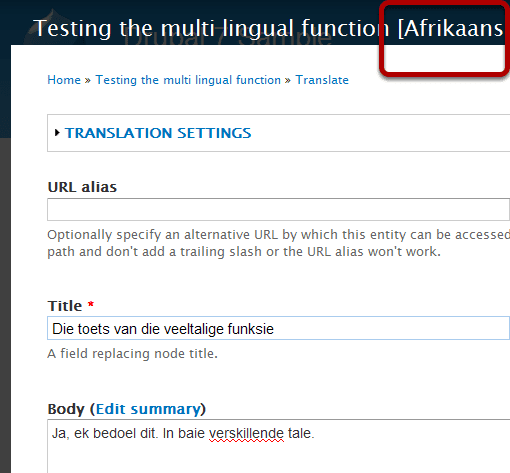 Testing the multi lingual function [Afrikaans
Drupal 7 Sample
Home » Testing the multi lingual function » Translate
TRANSLATION SETTINGS
URL alias
Optionally specify an alternative URL by which this entity can be accessed
path and don't add a trailing slash or the URL alias won't work.
Title *
Die toets van die veeltalige funksie
A field replacing node title.
Body (Edit summary)
Ja, ek bedoel dit. In baie verskillende tale.